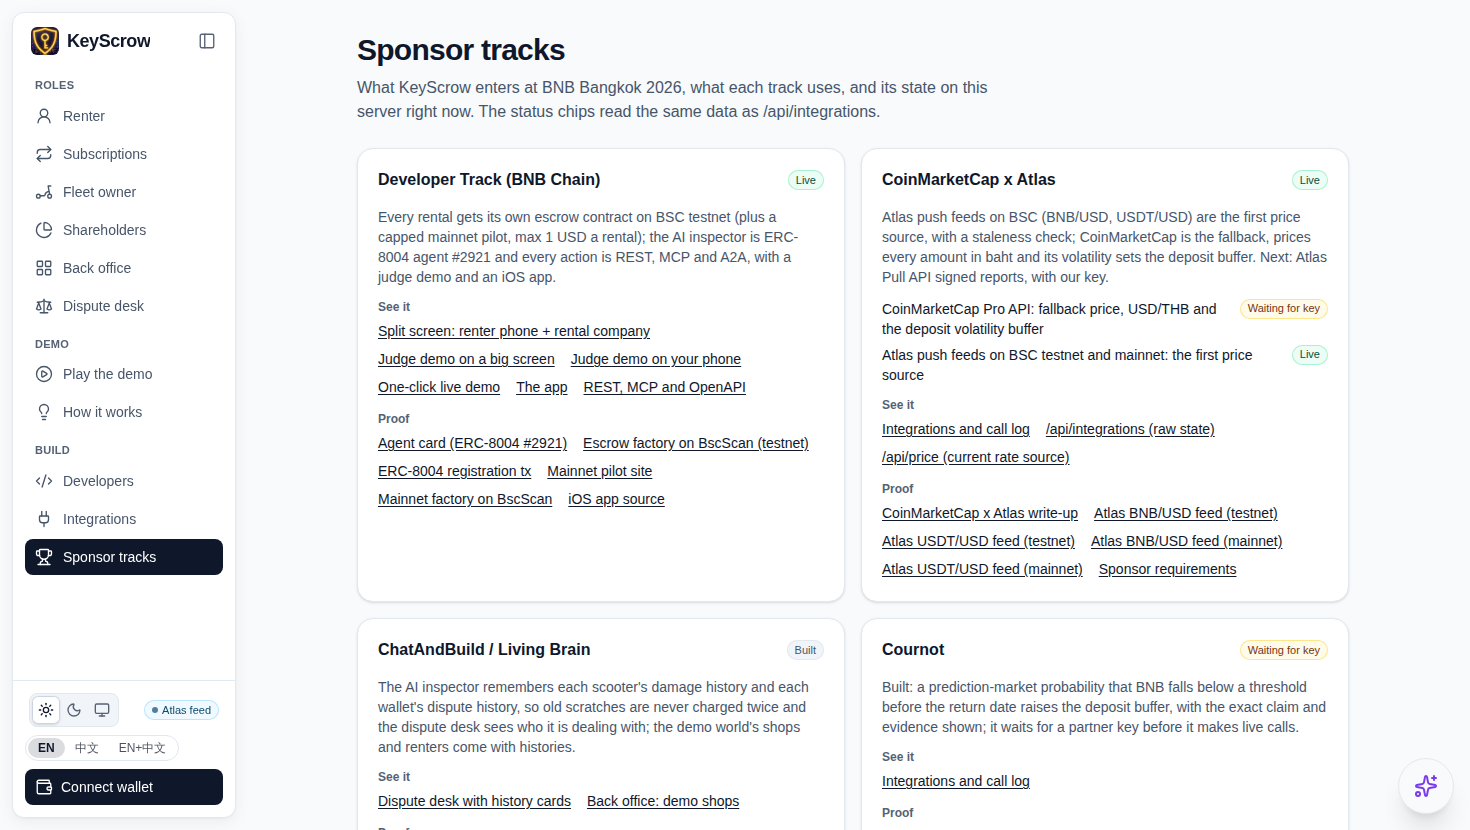 KeyScrow
ROLES
Renter
Subscriptions
Fleet owner
Shareholders
Back office
Dispute desk
DEMO
Play the demo
How it works
BUILD
Developers
Integrations
Sponsor tracks
Atlas feed
EN 中文 EN+中文
Connect wallet
Sponsor tracks
What KeyScrow enters at BNB Bangkok 2026, what each track uses, and its state on this
server right now. The status chips read the same data as /api/integrations.
Developer Track (BNB Chain) Live
Every rental gets its own escrow contract on BSC testnet (plus a
capped mainnet pilot, max 1 USD a rental); the AI inspector is ERC-
8004 agent #2921 and every action is REST, MCP and A2A, with a
judge demo and an iOS app.
See it
Split screen: renter phone + rental company
Judge demo on a big screen Judge demo on your phone
One-click live demo The app REST, MCP and OpenAPI
Proof
Agent card (ERC-8004 #2921) Escrow factory on BscScan (testnet)
ERC-8004 registration tx Mainnet pilot site
Mainnet factory on BscScan iOS app source
CoinMarketCap x Atlas Live
Atlas push feeds on BSC (BNB/USD, USDT/USD) are the first price
source, with a staleness check; CoinMarketCap is the fallback, prices
every amount in baht and its volatility sets the deposit buffer. Next: Atlas
Pull API signed reports, with our key.
CoinMarketCap Pro API: fallback price, USD/THB and Waiting for key
the deposit volatility buffer
Atlas push feeds on BSC testnet and mainnet: the first price Live
source
See it
Integrations and call log /api/integrations (raw state)
/api/price (current rate source)
Proof
CoinMarketCap x Atlas write-up Atlas BNB/USD feed (testnet)
Atlas USDT/USD feed (testnet) Atlas BNB/USD feed (mainnet)
Atlas USDT/USD feed (mainnet) Sponsor requirements
ChatAndBuild / Living Brain Built
The AI inspector remembers each scooter's damage history and each
wallet's dispute history, so old scratches are never charged twice and
the dispute desk sees who it is dealing with; the demo world's shops
and renters come with histories.
See it
Dispute desk with history cards Back office: demo shops
Cournot Waiting for key
Built: a prediction-market probability that BNB falls below a threshold
before the return date raises the deposit buffer, with the exact claim and
evidence shown; it waits for a partner key before it makes live calls.
See it
Integrations and call log
Proof